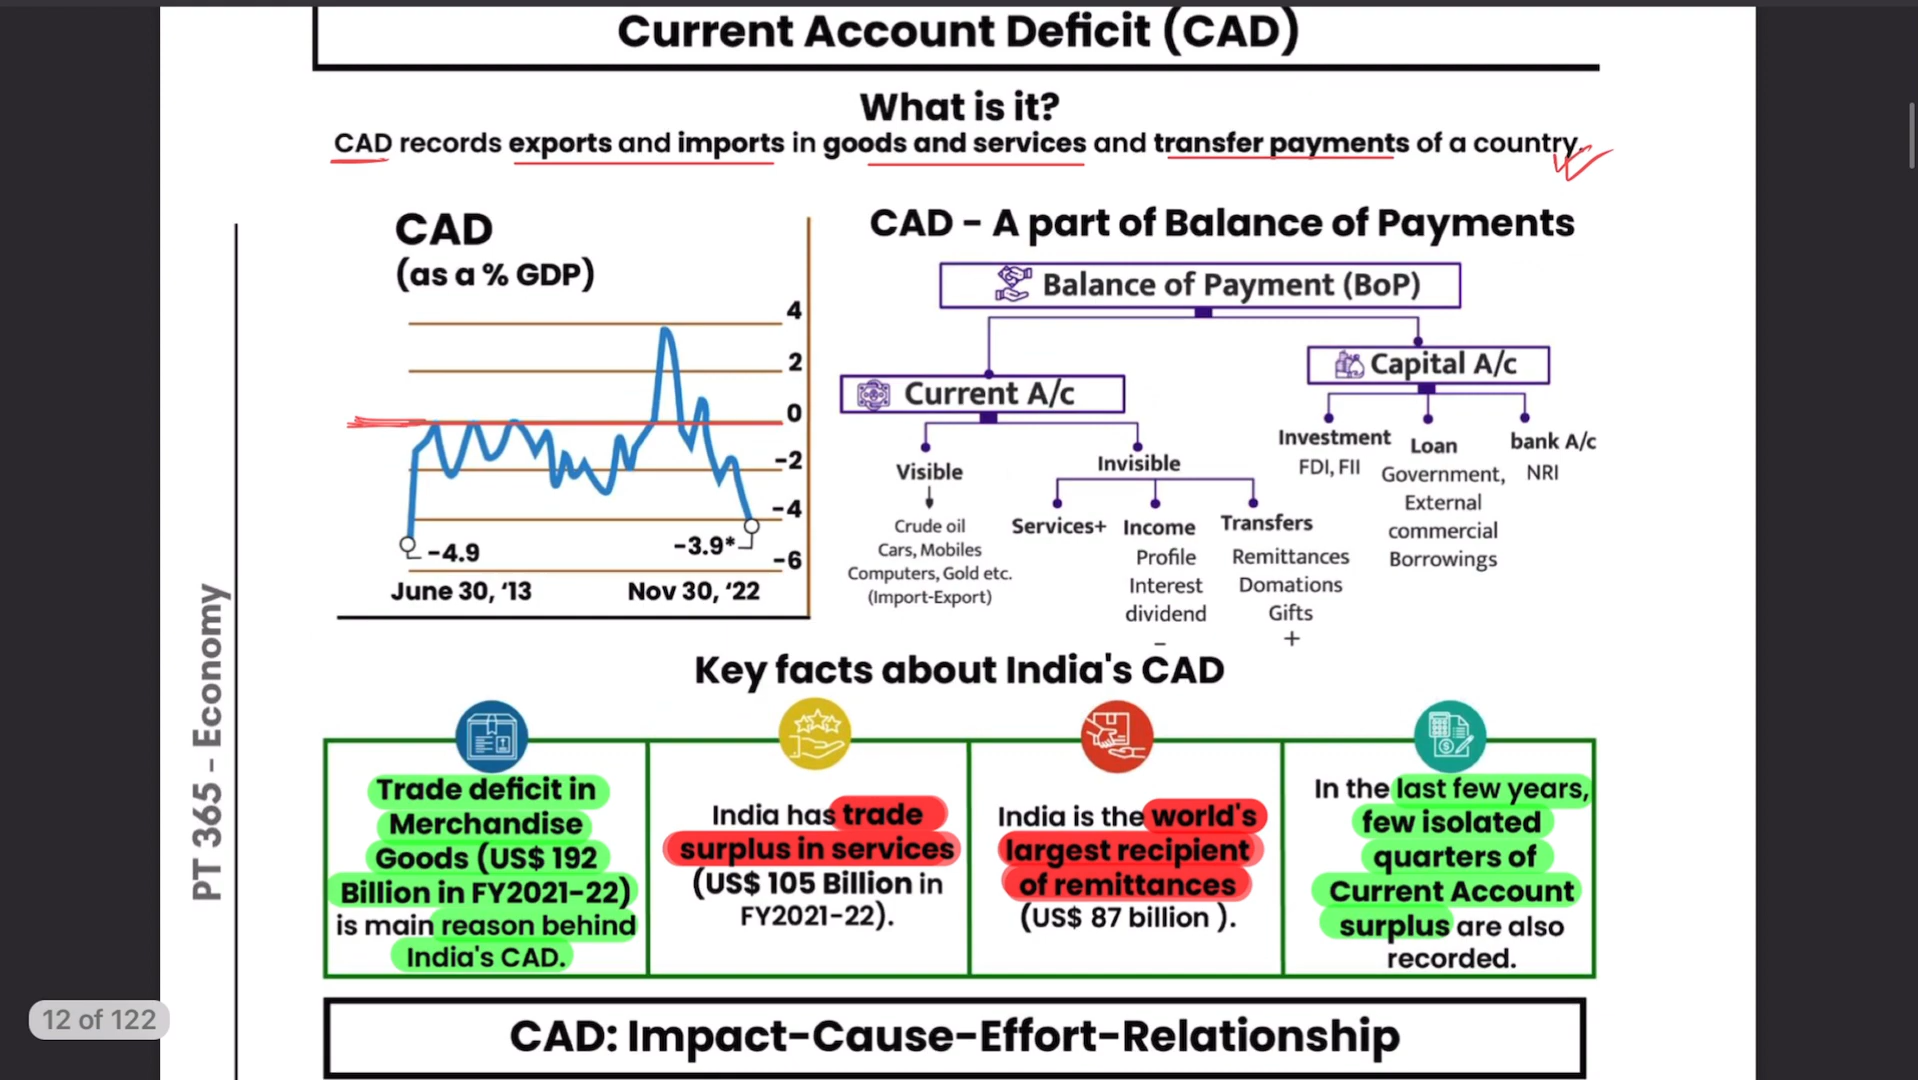 Current Account Deficit (CAD)
What is it?
CAD records exports and imports in goods and services and transfer payments of a country.
CAD
(as a % GDP)
4
2
0
-2
-4
-6
-4.9
-3.9*
June 30, ‘13
Nov 30, ‘22
CAD - A part of Balance of Payments
Balance of Payment (BoP)
Current A/c
Capital A/c
Visible
Crude oil
Cars, Mobiles
Computers, Gold etc.
(Import-Export)
Invisible
Services+
Income
Profile
Interest
dividend
-
Transfers
Remittances
Domations
Gifts
+
Investment
FDI, FII
Loan
Government,
External
commercial
Borrowings
bank A/c
NRI
Key facts about India's CAD
Trade deficit in
Merchandise
Goods (US$ 192
Billion in FY2021-22)
is main reason behind
India's CAD.
India has trade
surplus in services
(US$ 105 Billion in
FY2021-22).
India is the world's
largest recipient
of remittances
(US$ 87 billion ).
In the last few years,
few isolated
quarters of
Current Account
surplus are also
recorded.
CAD: Impact-Cause-Effort-Relationship
PT 365 - Economy
12 of 122